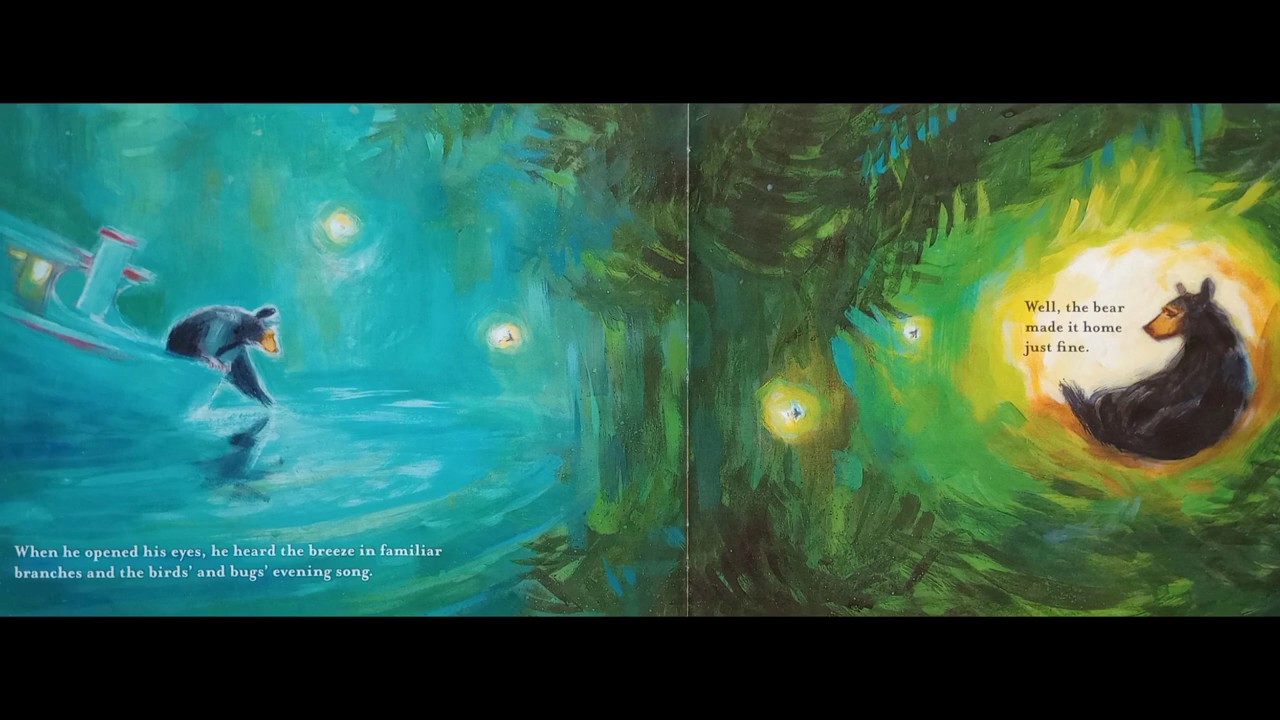 When he opened his eyes, he heard the breeze in familiar
branches and the birds’ and bugs’ evening song.
Well, the bear
made it home
just fine.